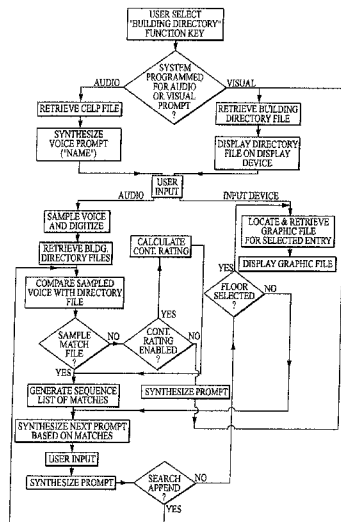 USER SELECT
"BUILDING DIRECTORY"
FUNCTION KEY
SYSTEM
PROGRAMMED
FOR AUDIO
OR VISUAL
PROMPT
?
AUDIO
VISUAL
RETRIEVE CELP FILE
SYNTHESIZE
VOICE PROMPT
("NAME")
RETRIEVE BUILDING
DIRECTORY FILE
DISPLAY DIRECTORY
FILE ON DISPLAY
DEVICE
USER
INPUT
AUDIO
INPUT DEVICE
SAMPLE VOICE
AND DIGITIZE
RETRIEVE BLDG.
DIRECTORY FILES
COMPARE SAMPLED
VOICE WITH DIRECTORY
FILE
CALCULATE
CONT. RATING
LOCATE & RETRIEVE
GRAPHIC FILE
FOR SELECTED ENTRY
DISPLAY GRAPHIC FILE
YES
FLOOR
SELECTED
?
NO
SAMPLE
MATCH
FILE
?
NO
YES
YES
CONT.
RATING
ENABLED
?
NO
GENERATE SEQUENCE
LIST OF MATCHES
SYNTHESIZE PROMPT
SYNTHESIZE NEXT PROMPT
BASED ON MATCHES
USER INPUT
SYNTHESIZE PROMPT
SEARCH
APPEND
?
NO
YES